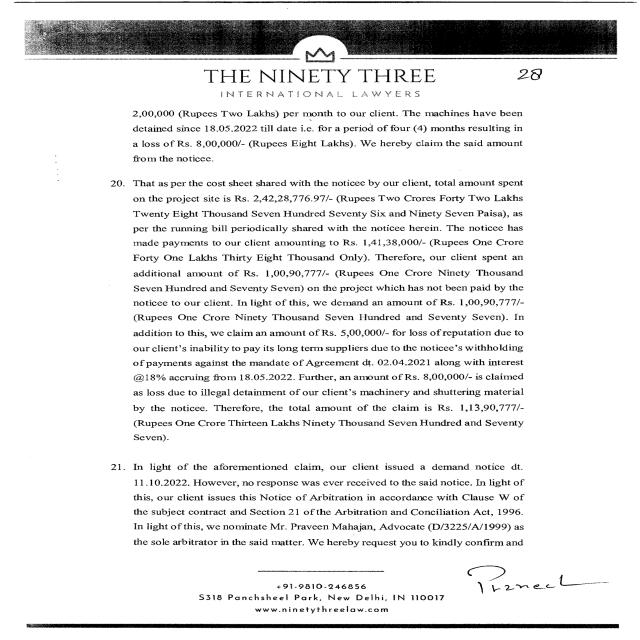 THE NINETY THREE
28
INTERNATIONAL LAWYERS
2,00,000 (Rupees Two Lakhs) per month to our client. The machines have been
detained since 18.05.2022 till date i.e. for a period of four (4) months resulting in
a loss of Rs. 8,00,000/- (Rupees Eight Lakhs). We hereby claim the said amount
from the noticee.
20. That as per the cost sheet shared with the noticee by our client, total amount spent
on the project site is Rs. 2,42,28,776.97/- (Rupees Two Crores Forty Two Lakhs
Twenty Eight Thousand Seven Hundred Seventy Six and Ninety Seven Paisa), as
per the running bill periodically shared with the noticee herein. The noticee has
made payments to our client amounting to Rs. 1,41,38,000/- (Rupees One Crore
Forty One Lakhs Thirty Eight Thousand Only). Therefore, our client spent an
additional amount of Rs. 1,00,90,777/- (Rupees One Crore Ninety Thousand
Seven Hundred and Seventy Seven) on the project which has not been paid by the
noticee to our client. In light of this, we demand an amount of Rs. 1,00,90,777/-
(Rupees One Crore Ninety Thousand Seven Hundred and Seventy Seven). In
addition to this, we claim an amount of Rs. 5,00,000/- for loss of reputation due to
our client's inability to pay its long term suppliers due to the noticee's withholding
of payments against the mandate of Agreement dt. 02.04.2021 along with interest
@18% accruing from 18.05.2022. Further, an amount of Rs. 8,00,000/- is claimed
as loss due to illegal detainment of our client's machinery and shuttering material
by the noticee. Therefore, the total amount of the claim is Rs. 1,13,90,777/-
(Rupees One Crore Thirteen Lakhs Ninety Thousand Seven Hundred and Seventy
Seven).
21. In light of the aforementioned claim, our client issued a demand notice dt.
11.10.2022. However, no response was ever received to the said notice. In light of
this, our client issues this Notice of Arbitration in accordance with Clause W of
the subject contract and Section 21 of the Arbitration and Conciliation Act, 1996.
In light of this, we nominate Mr. Praveen Mahajan, Advocate (D/3225/A/1999) as
the sole arbitrator in the said matter. We hereby request you to kindly confirm and
+91-9810-246856
S318 Panchsheel Park, New Delhi, IN 110017
www.ninetythreelaw.com